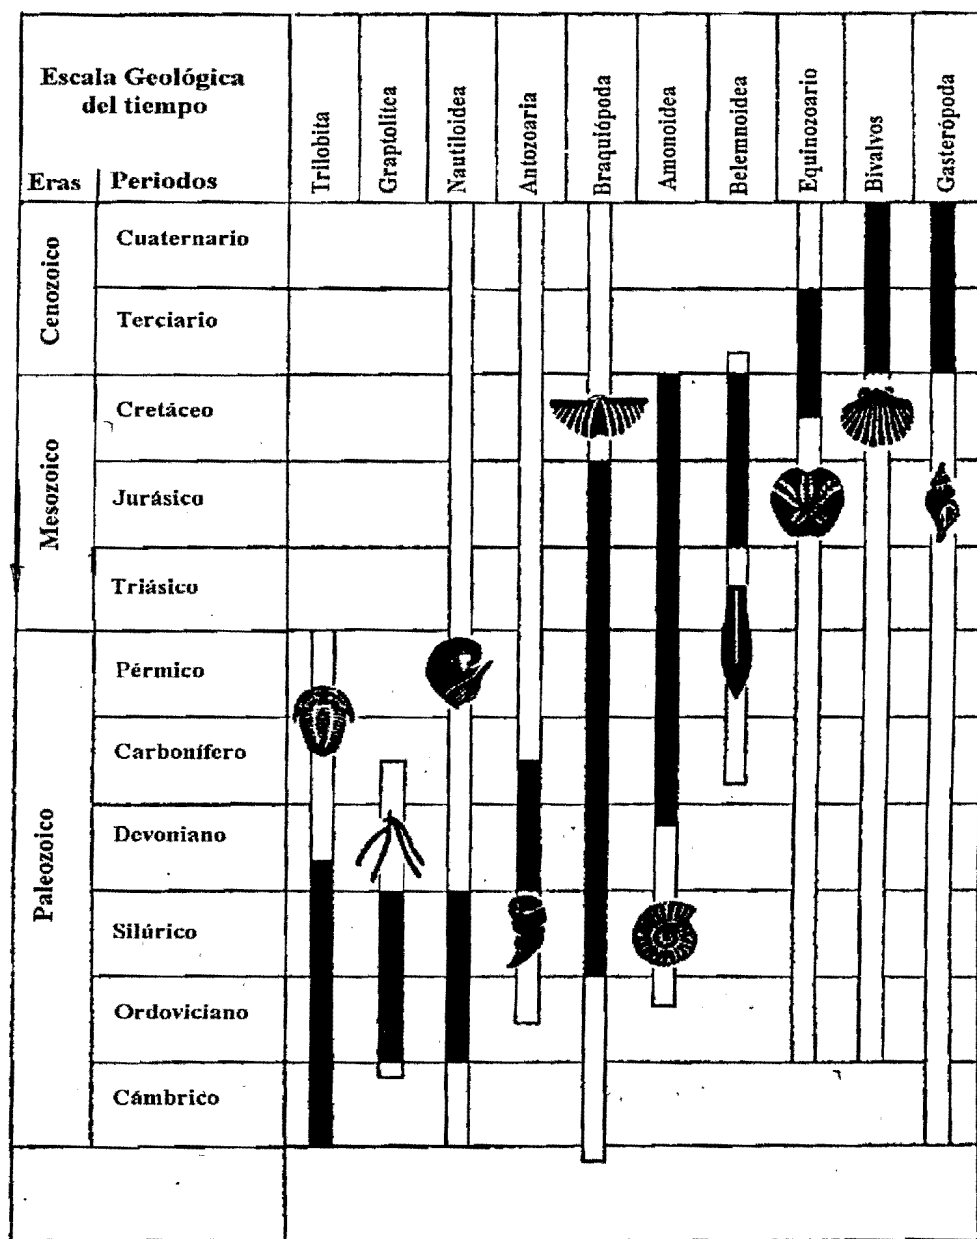 Escala Geológica
del tiempo
Eras
Periodos
Trilobita
Graptolitea
Nautiloidea
Antozoaria
Braquiópoda
Amonoidea
Belemnoidea
Equinozoario
Bivalvos
Gasterópoda
Cenozoico
Cuaternario
Terciario
Mesozoico
Cretáceo
Jurásico
Triásico
Paleozoico
Pérmico
Carbonífero
Devoniano
Silúrico
Ordoviciano
Cámbrico